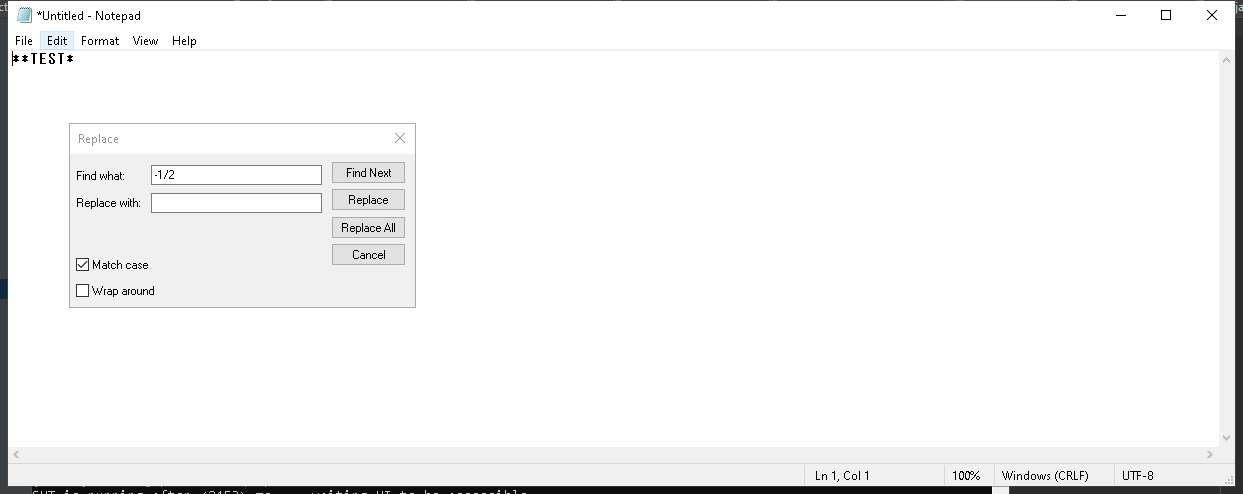 *Untitled - Notepad
File Edit Format View Help
**TEST*
Replace
Find what: -1/2 Find Next
Replace with: Replace
Replace All
Cancel
Match case
Wrap around
Ln 1, Col 1 100% Windows (CRLF) UTF-8